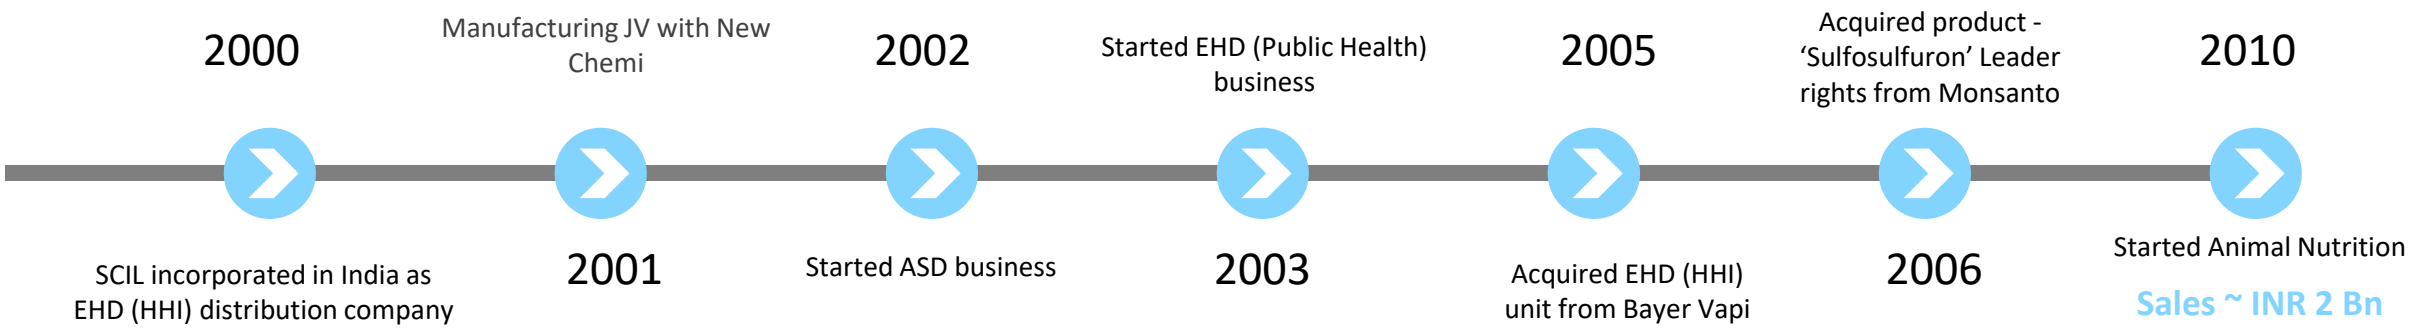 2000
SCIL incorporated in India as
EHD (HHI) distribution company
Manufacturing JV with New
Chemi
2001
2002
Started ASD business
Started EHD (Public Health)
business
2003
2005
Acquired EHD (HHI)
unit from Bayer Vapi
Acquired product -
‘Sulfosulfuron’ Leader
rights from Monsanto
2006
2010
Started Animal Nutrition
Sales ~ INR 2 Bn